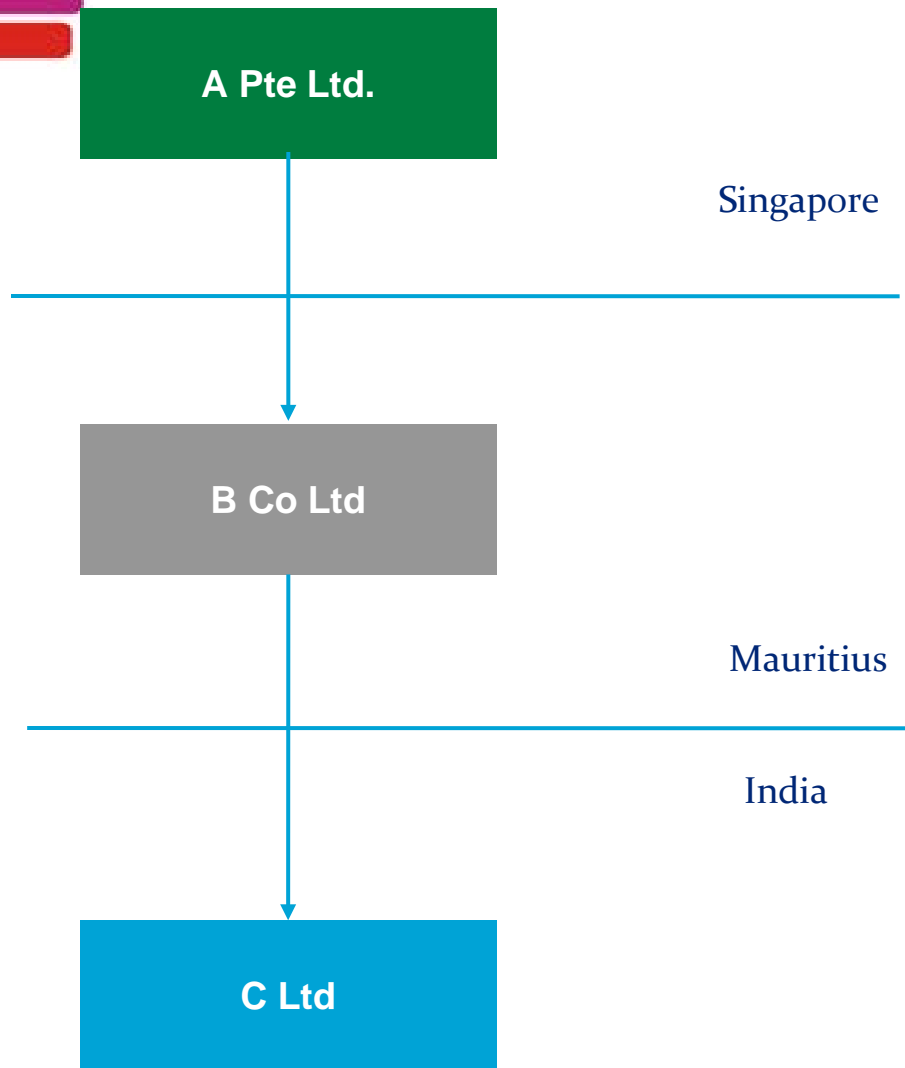 A Pte Ltd.
Singapore
B Co Ltd
Mauritius
India
C Ltd